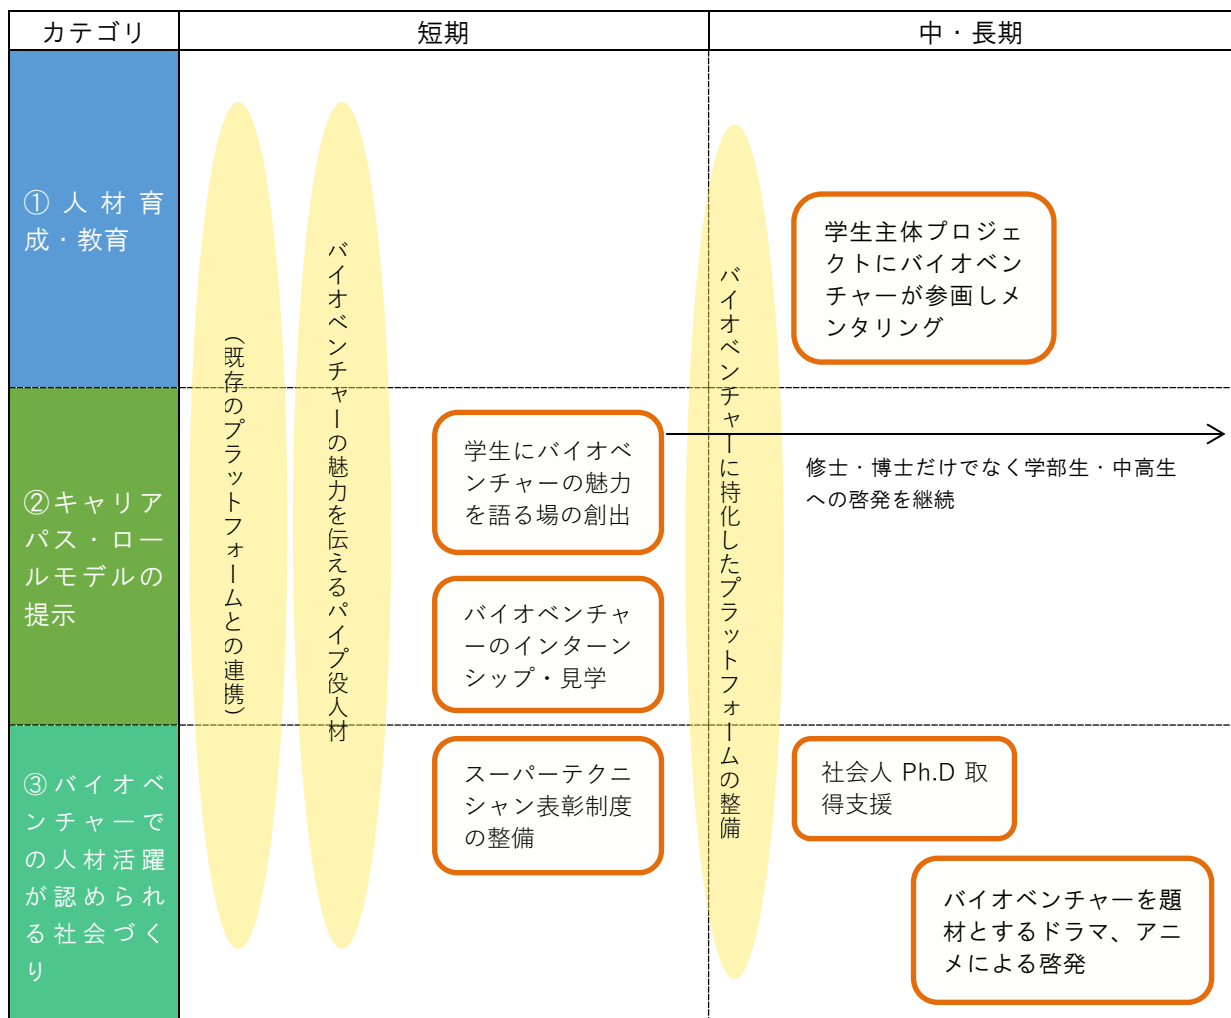 カテゴリ
短期
中・長期
①人材育
成・教育
(既存のプラットフォームとの連携)
バイオベンチャーの魅力を伝えるパイプ役人材
バイオベンチャーに持化したプラットフォームの整備
学生主体プロジェ
クトにバイオベン
チャーが参画しメ
ンタリング
②キャリア
パス・ロー
ルモデルの
提示
学生にバイオベ
ンチャーの魅力
を語る場の創出
修士・博士だけでなく学部生・中高生
への啓発を継続
バイオベンチャ
ーのインターン
シップ・見学
③バイオベ
ンチャーで
の人材活躍
が認められ
る社会づく
り
スーパーテクニ
シャン表彰制度
の整備
社会人 Ph.D 取
得支援
バイオベンチャーを題
材とするドラマ、アニ
メによる啓発